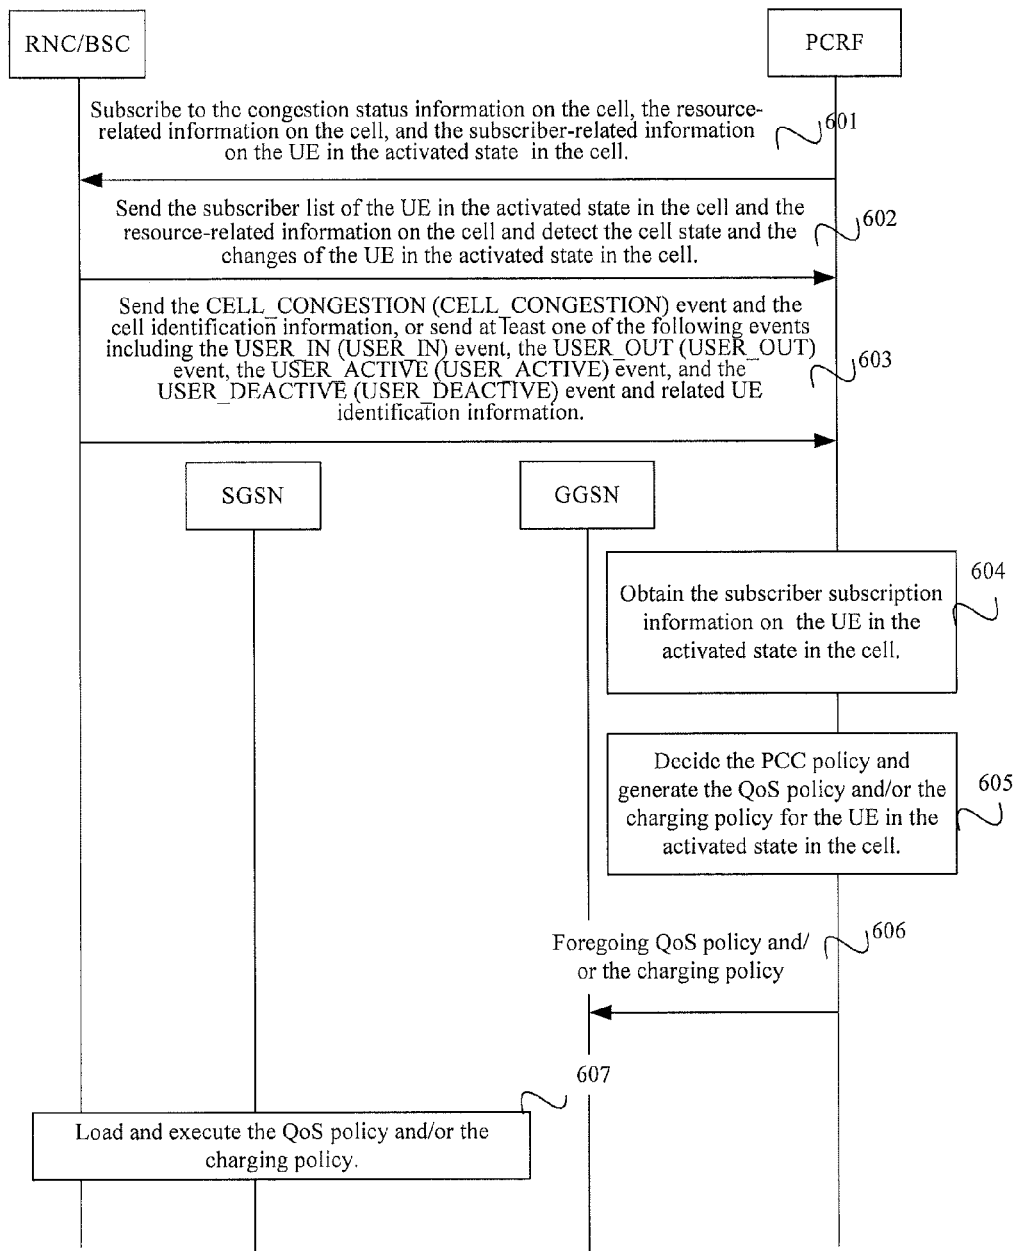 RNC/BSC
PCRF
Subscribe to the congestion status information on the cell, the resource-
related information on the cell, and the subscriber-related information
on the UE in the activated state in the cell.
601
Send the subscriber list of the UE in the activated state in the cell and the
resource-related information on the cell and detect the cell state and the
changes of the UE in the activated state in the cell.
602
Send the CELL_CONGESTION (CELL_CONGESTION) event and the
cell identification information, or send at least one of the following events
including the USER_IN (USER_IN) event, the USER_OUT (USER_OUT)
event, the USER_ACTIVE (USER_ACTIVE) event, and the
USER_DEACTIVE (USER_DEACTIVE) event and related UE
identification information.
603
SGSN
GGSN
604
Obtain the subscriber subscription
information on the UE in the
activated state in the cell.
Decide the PCC policy and
generate the QoS policy and/or the
charging policy for the UE in the
activated state in the cell.
605
Foregoing QoS policy and/
or the charging policy
606
607
Load and execute the QoS policy and/or the
charging policy.